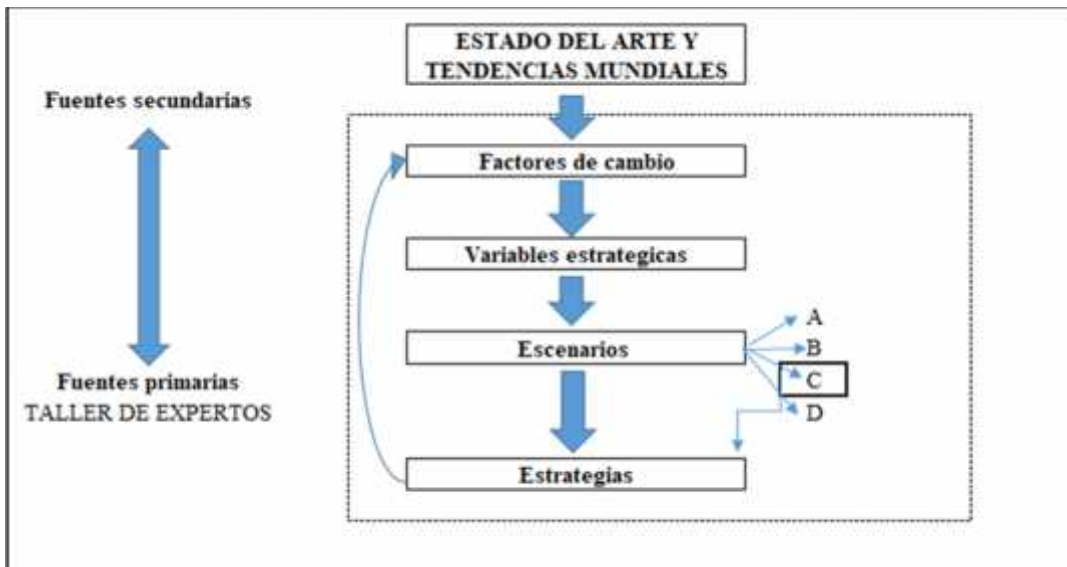 ESTADO DEL ARTE Y
TENDENCIAS MUNDIALES
Fuentes secundarias
Factores de cambio
Variables estrategicas
Escenarios
A
B
C
D
Fuentes primarias
TALLER DE EXPERTOS
Estrategias